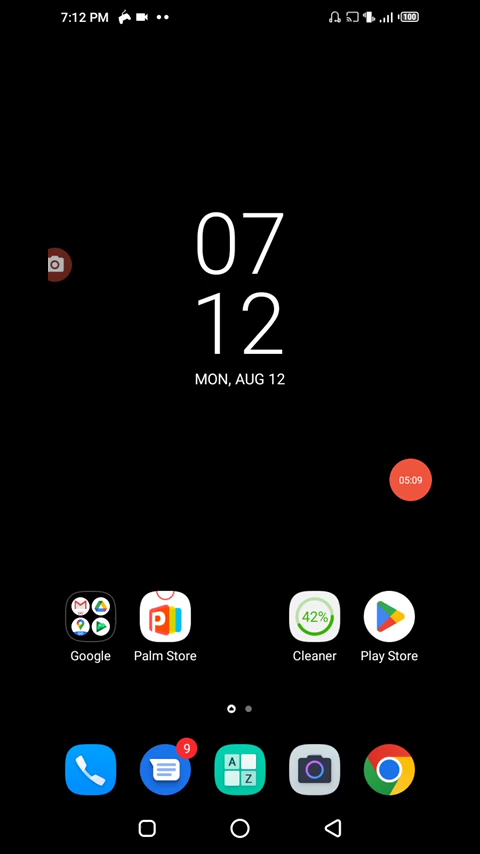 7:12 PM
100
07
12
MON, AUG 12
05:09
42%
Google
Palm Store
Cleaner
Play Store
9
A
Z